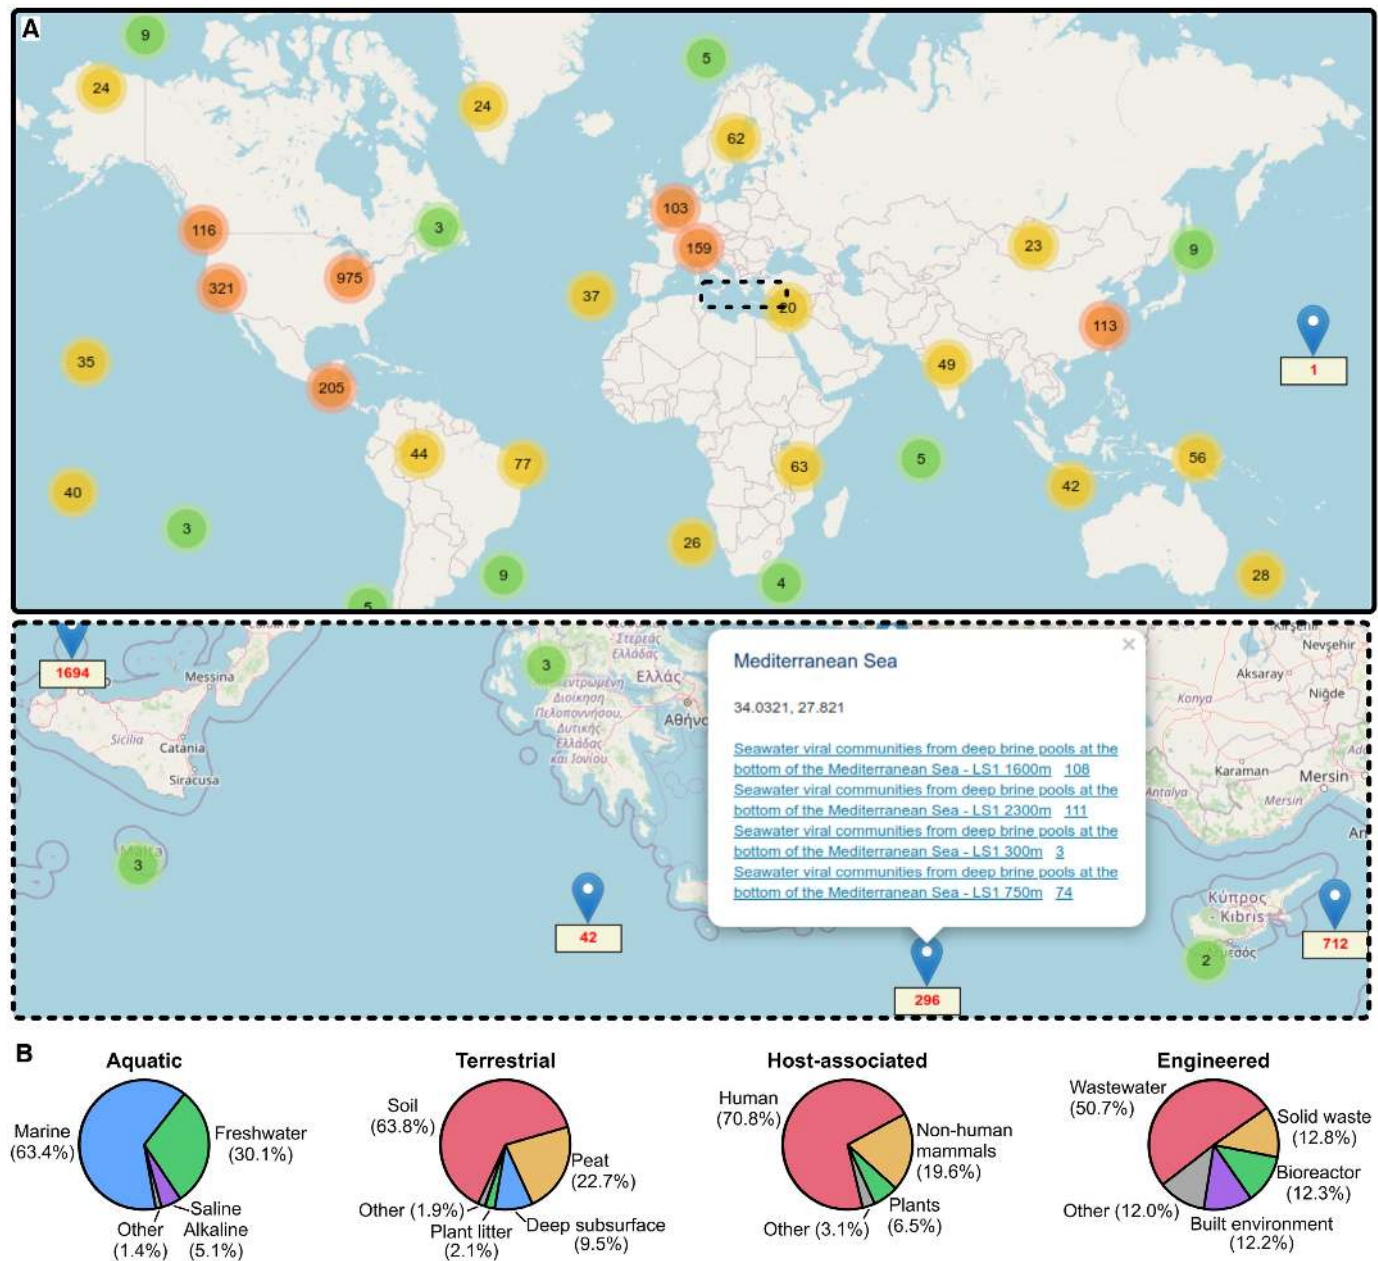 A
9
5
24
24
62
103
116
3
159
23
9
975
321
37
20
113
35
49
1
205
44
77
63
5
56
40
42
3
26
9
4
28
5
1694
Messina
Sicilia
Catania
Siracusa
3
Στερεάς
Ελλάδας
3
Ελλάς
Διοίκηση
Πελοποννήσου,
Δυτικής
Ελλάδας
και Ιονίου
42
Mediterranean Sea
×
34.0321, 27.821
Seawater viral communities from deep brine pools at the
bottom of the Mediterranean Sea - LS1 1600m 108
Seawater viral communities from deep brine pools at the
bottom of the Mediterranean Sea - LS1 2300m 111
Seawater viral communities from deep brine pools at the
bottom of the Mediterranean Sea - LS1 300m 3
Seawater viral communities from deep brine pools at the
bottom of the Mediterranean Sea - LS1 750m 74
296
Nevşehir
Aksaray
Niğde
Konya
Karaman
Mersin
Antalya
Mersin
Κύπρος
- Kıbrıs
2
712
B
Aquatic
Marine
(63.4%)
Freshwater
(30.1%)
Saline
Alkaline
(5.1%)
Other
(1.4%)
Terrestrial
Soil
(63.8%)
Peat
(22.7%)
Other (1.9%)
Plant litter
(2.1%)
Deep subsurface
(9.5%)
Host-associated
Human
(70.8%)
Non-human
mammals
(19.6%)
Plants
(6.5%)
Other (3.1%)
Engineered
Wastewater
(50.7%)
Solid waste
(12.8%)
Bioreactor
(12.3%)
Other (12.0%)
Built environment
(12.2%)